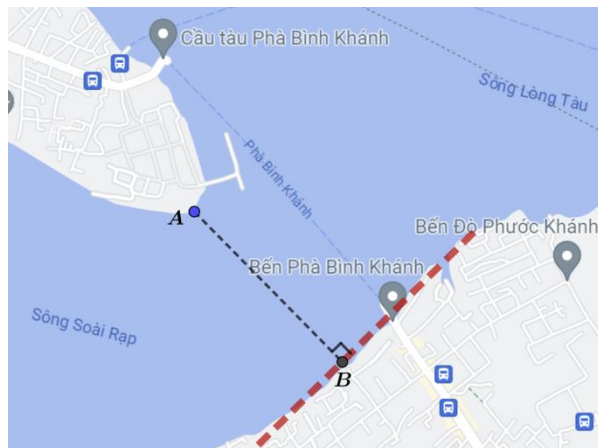 Cầu tàu Phà Bình Khánh
Sông Lòng Tàu
Phà Bình Khánh
A
Bến Đò Phước Khánh
Bến Phà Bình Khánh
Sông Soài Rạp
B